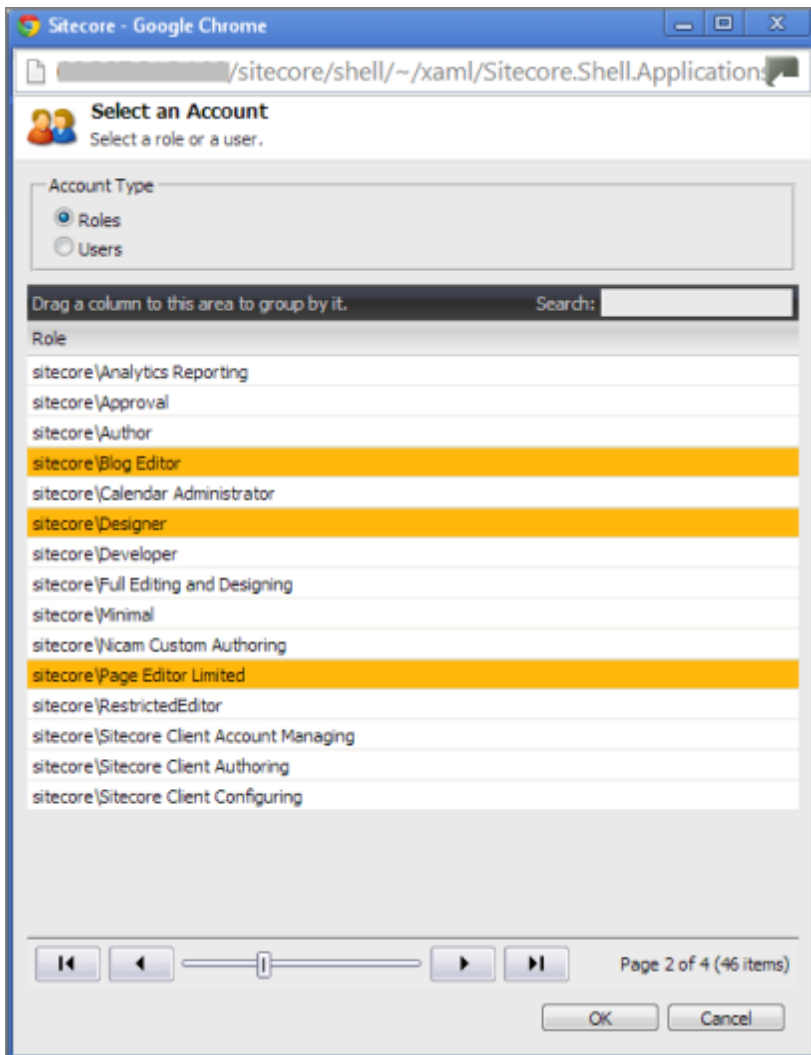 Sitecore - Google Chrome
/sitecore/shell/~/xaml/Sitecore.Shell.Applications
Select an Account
Select a role or a user.
Account Type
Roles
Users
Drag a column to this area to group by it. Search:
Role
sitecore\Analytics Reporting
sitecore\Approval
sitecore\Author
sitecore\Blog Editor
sitecore\Calendar Administrator
sitecore\Designer
sitecore\Developer
sitecore\Full Editing and Designing
sitecore\Minimal
sitecore\Nicam Custom Authoring
sitecore\Page Editor Limited
sitecore\RestrictedEditor
sitecore\Sitecore Client Account Managing
sitecore\Sitecore Client Authoring
sitecore\Sitecore Client Configuring
Page 2 of 4 (46 items)
OK Cancel